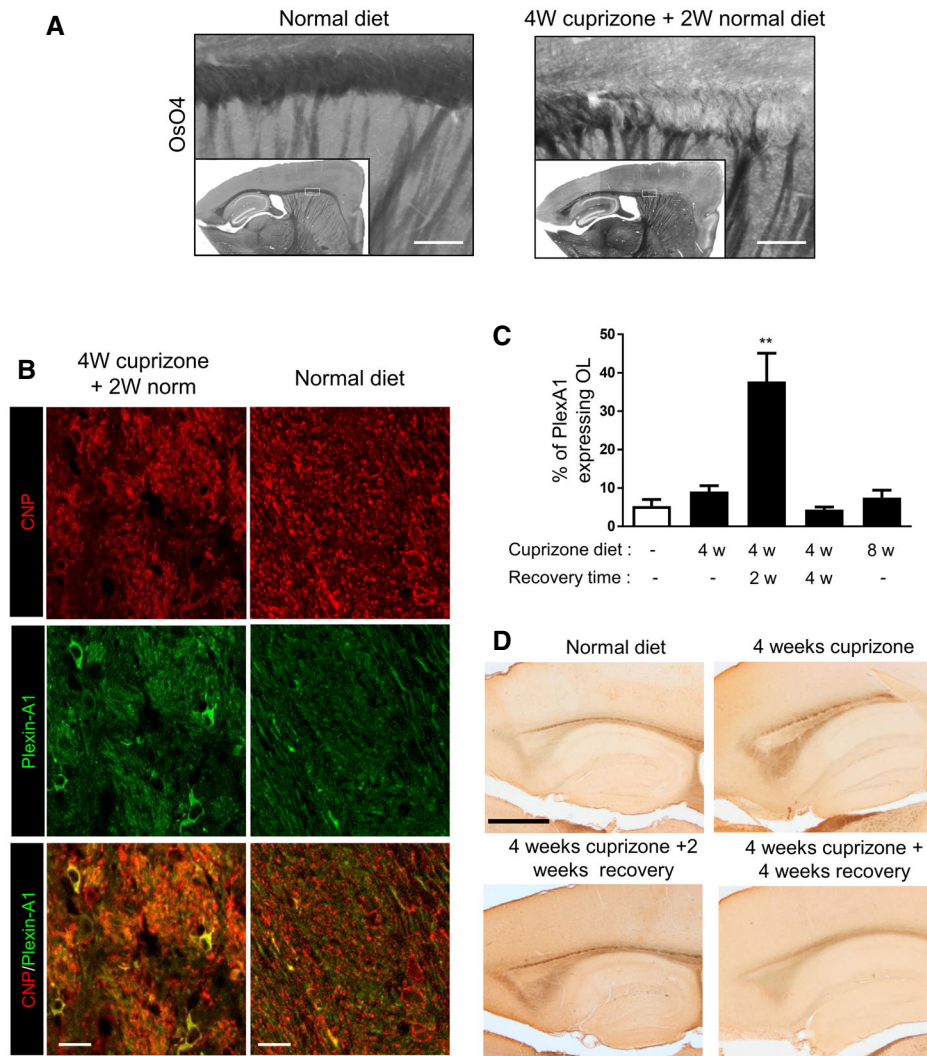 A
Normal diet
4W cuprizone + 2W normal diet
OsO4
B
4W cuprizone
+ 2W norm
Normal diet
CNP
Plexin-A1
CNP/Plexin-A1
C
% of PlexA1
expressing OL
50
40
30
20
10
0
**
Cuprizone diet : - 4 w 4 w 4 w 8 w
Recovery time : - - 2 w 4 w -
D
Normal diet
4 weeks cuprizone
4 weeks cuprizone +2
weeks recovery
4 weeks cuprizone +
4 weeks recovery